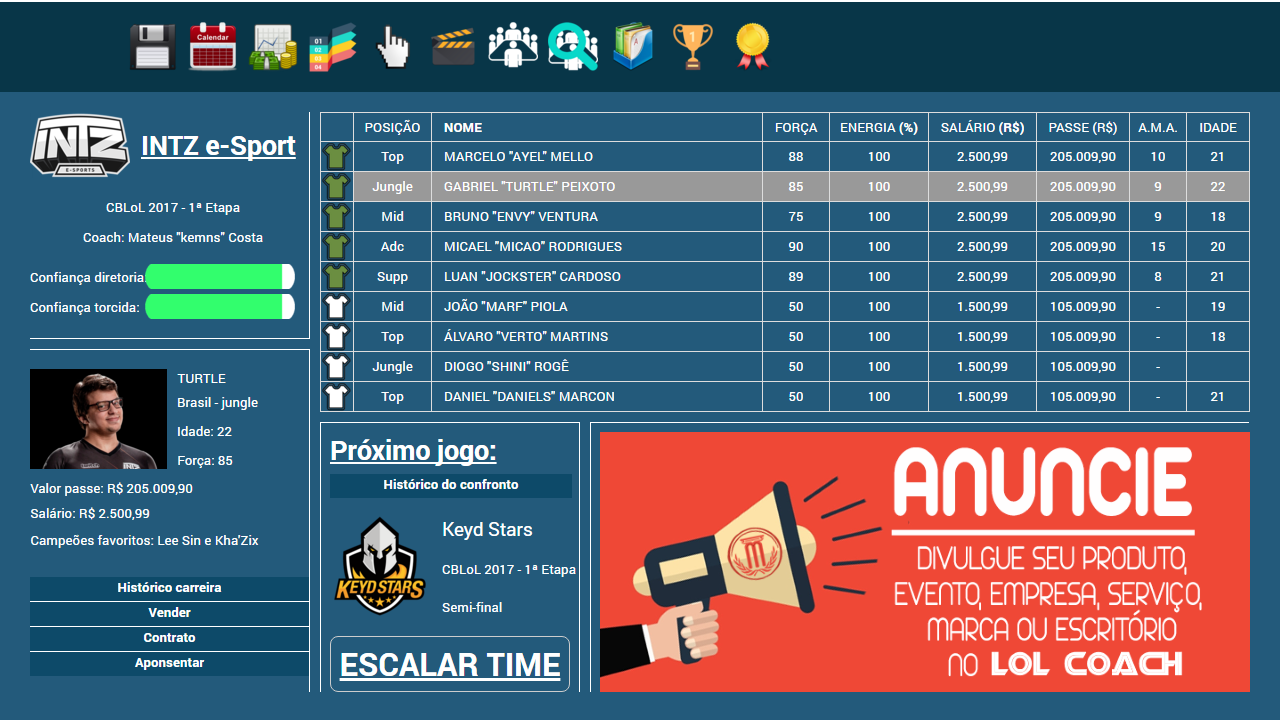 Calendar
01
02
03
04
INTZ
E-SPORTS
INTZ e-Sport
CBLoL 2017 - 1ª Etapa
Coach: Mateus "kemns" Costa
Confiança diretoria:
Confiança torcida:
POSIÇÃO NOME FORÇA ENERGIA (%) SALÁRIO (R$) PASSE (R$) A.M.A. IDADE
Top MARCELO "AYEL" MELLO 88 100 2.500,99 205.009,90 10 21
Jungle GABRIEL "TURTLE" PEIXOTO 85 100 2.500,99 205.009,90 9 22
Mid BRUNO "ENVY" VENTURA 75 100 2.500,99 205.009,90 9 18
Adc MICAEL "MICAO" RODRIGUES 90 100 2.500,99 205.009,90 15 20
Supp LUAN "JOCKSTER" CARDOSO 89 100 2.500,99 205.009,90 8 21
Mid JOÃO "MARF" PIOLA 50 100 1.500,99 105.009,90 - 19
Top ÁLVARO "VERTO" MARTINS 50 100 1.500,99 105.009,90 - 18
Jungle DIOGO "SHINI" ROGÊ 50 100 1.500,99 105.009,90 -
Top DANIEL "DANIELS" MARCON 50 100 1.500,99 105.009,90 - 21
TURTLE
Brasil - jungle
Idade: 22
Força: 85
Valor passe: R$ 205.009,90
Salário: R$ 2.500,99
Campeões favoritos: Lee Sin e Kha'Zix
Histórico carreira
Vender
Contrato
Aposentar
Próximo jogo:
Histórico do confronto
KEYD STARS
Keyd Stars
CBLoL 2017 - 1ª Etapa
Semi-final
ESCALAR TIME
ANUNCIE
DIVULGUE SEU PRODUTO,
EVENTO, EMPRESA, SERVIÇO,
MARCA OU ESCRITÓRIO
NO LOL COACH